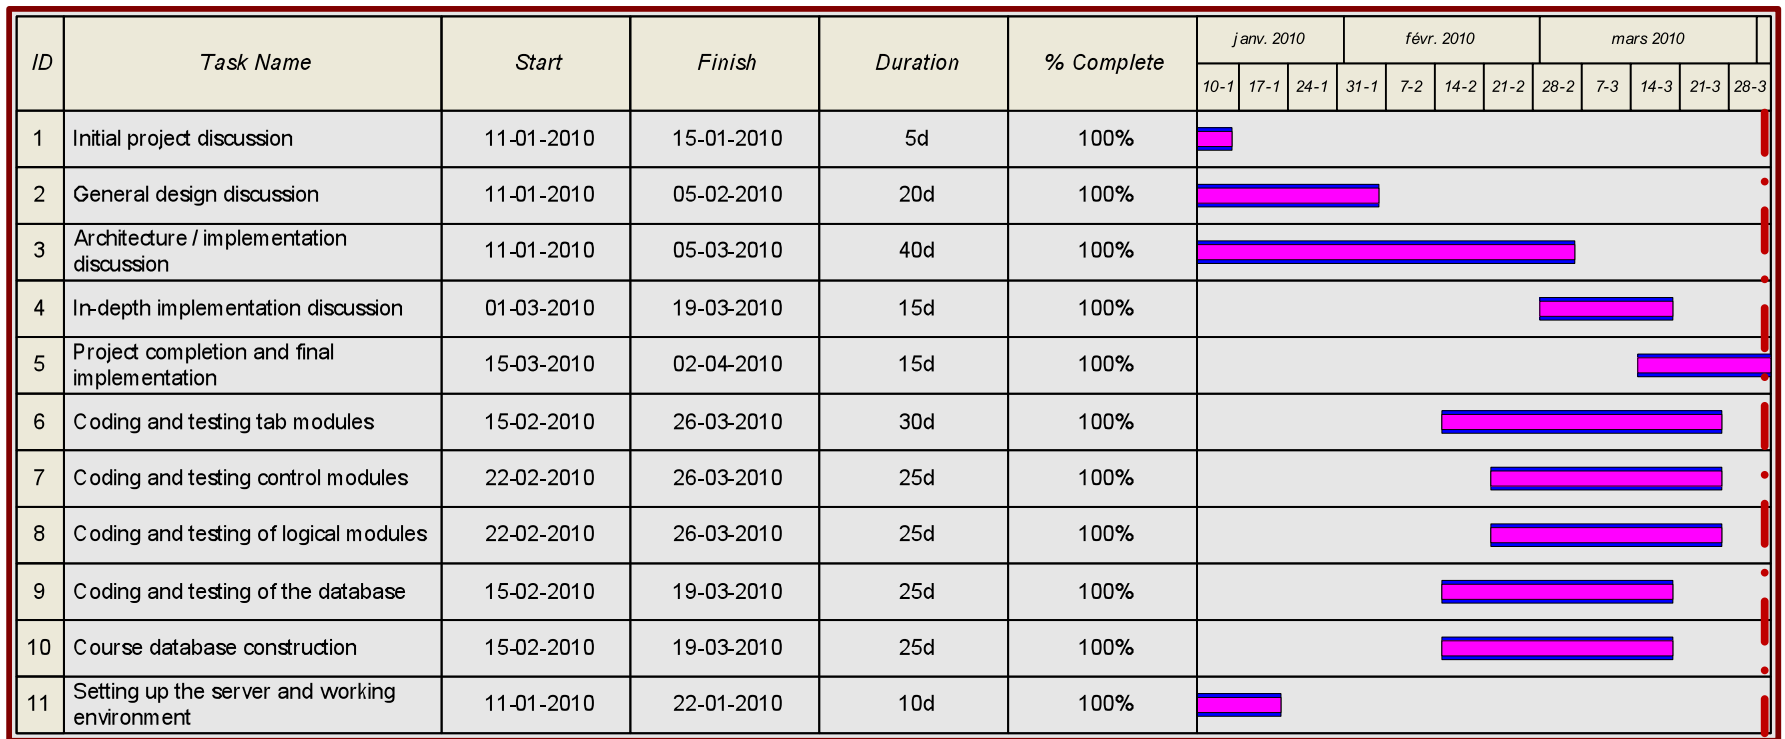 ID Task Name Start Finish Duration % Complete
janv. 2010 févr. 2010 mars 2010
10-1 17-1 24-1 31-1 7-2 14-2 21-2 28-2 7-3 14-3 21-3 28-3
1 Initial project discussion 11-01-2010 15-01-2010 5d 100%
2 General design discussion 11-01-2010 05-02-2010 20d 100%
3 Architecture / implementation
discussion 11-01-2010 05-03-2010 40d 100%
4 In-depth implementation discussion 01-03-2010 19-03-2010 15d 100%
5 Project completion and final
implementation 15-03-2010 02-04-2010 15d 100%
6 Coding and testing tab modules 15-02-2010 26-03-2010 30d 100%
7 Coding and testing control modules 22-02-2010 26-03-2010 25d 100%
8 Coding and testing of logical modules 22-02-2010 26-03-2010 25d 100%
9 Coding and testing of the database 15-02-2010 19-03-2010 25d 100%
10 Course database construction 15-02-2010 19-03-2010 25d 100%
11 Setting up the server and working
environment 11-01-2010 22-01-2010 10d 100%